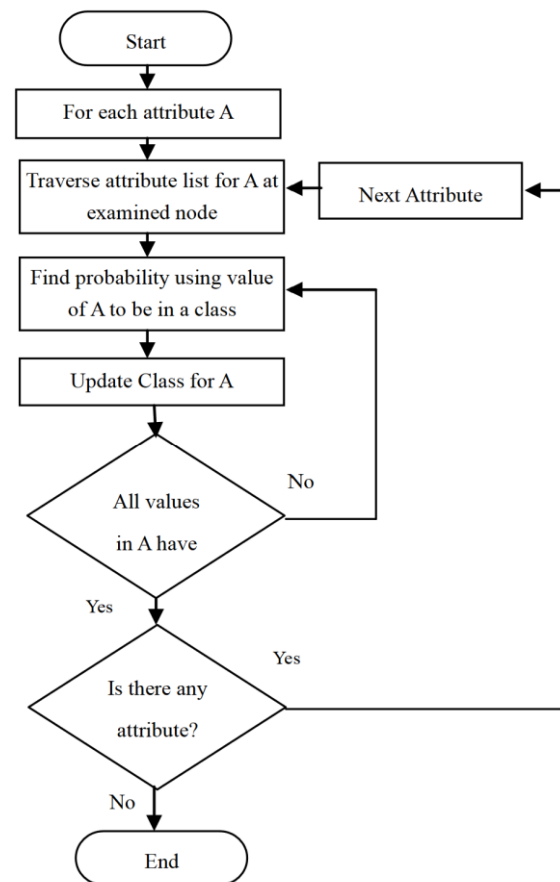 Start
For each attribute A
Traverse attribute list for A at
examined node
Next Attribute
Find probability using value
of A to be in a class
Update Class for A
No
All values
in A have
Yes
Yes
Is there any
attribute?
No
End